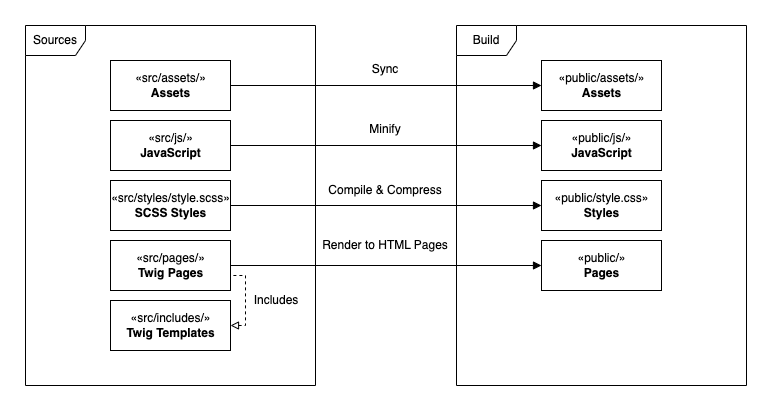 Sources
Build
«src/assets/»
Assets
Sync
«public/assets/»
Assets
«src/js/»
JavaScript
Minify
«public/js/»
JavaScript
«src/styles/style.scss»
SCSS Styles
Compile & Compress
«public/style.css»
Styles
«src/pages/»
Twig Pages
Render to HTML Pages
«public/»
Pages
Includes
«src/includes/»
Twig Templates